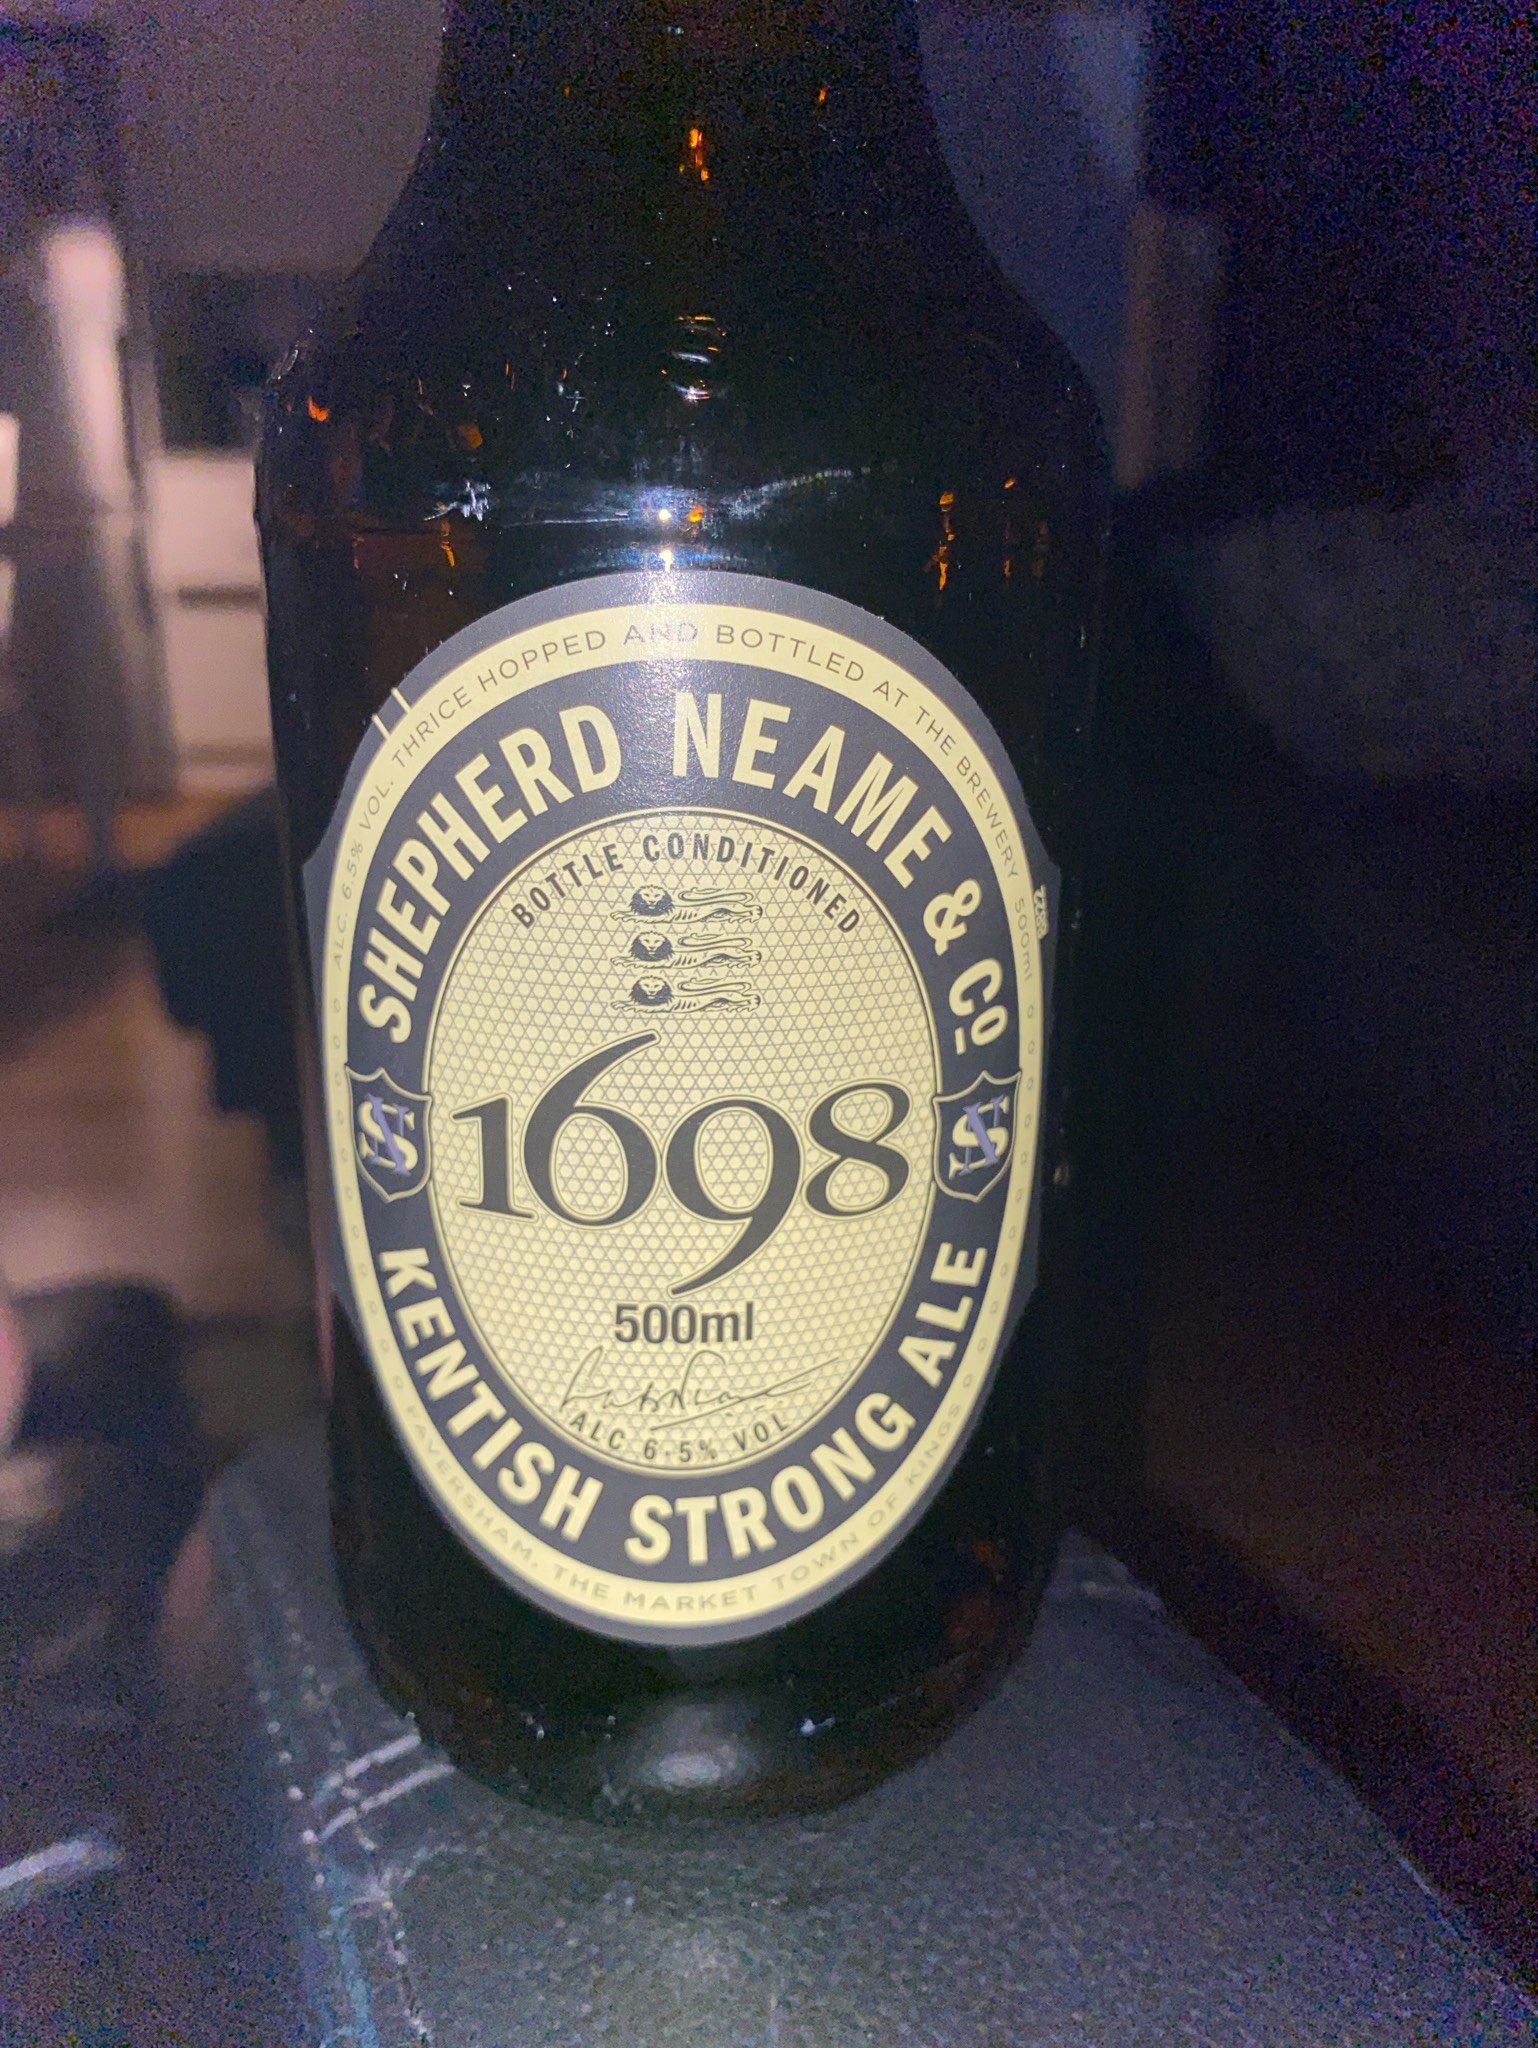 ALC. 6.5% VOL. THRICE HOPPED AND BOTTLED AT THE BREWERY 500ml
SHEPHERD NEAME & Co
BOTTLE CONDITIONED
1698
500ml
ALC 6.5% VOL
KENTISH STRONG ALE
FAVERSHAM, THE MARKET TOWN OF KINGS